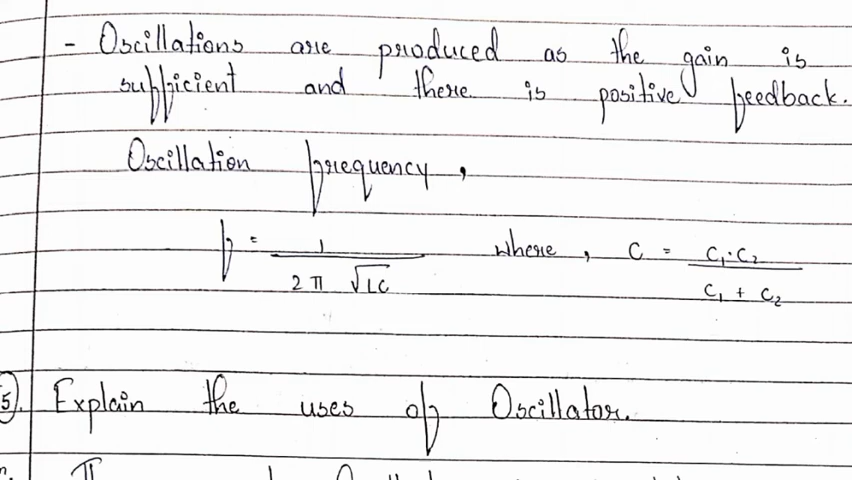 - Oscillations are produced as the gain is
sufficient and there is positive feedback.
Oscillation frequency,
f = 1 / 2π √LC where, C = C₁·C₂ / C₁ + C₂
5). Explain the uses of Oscillator.